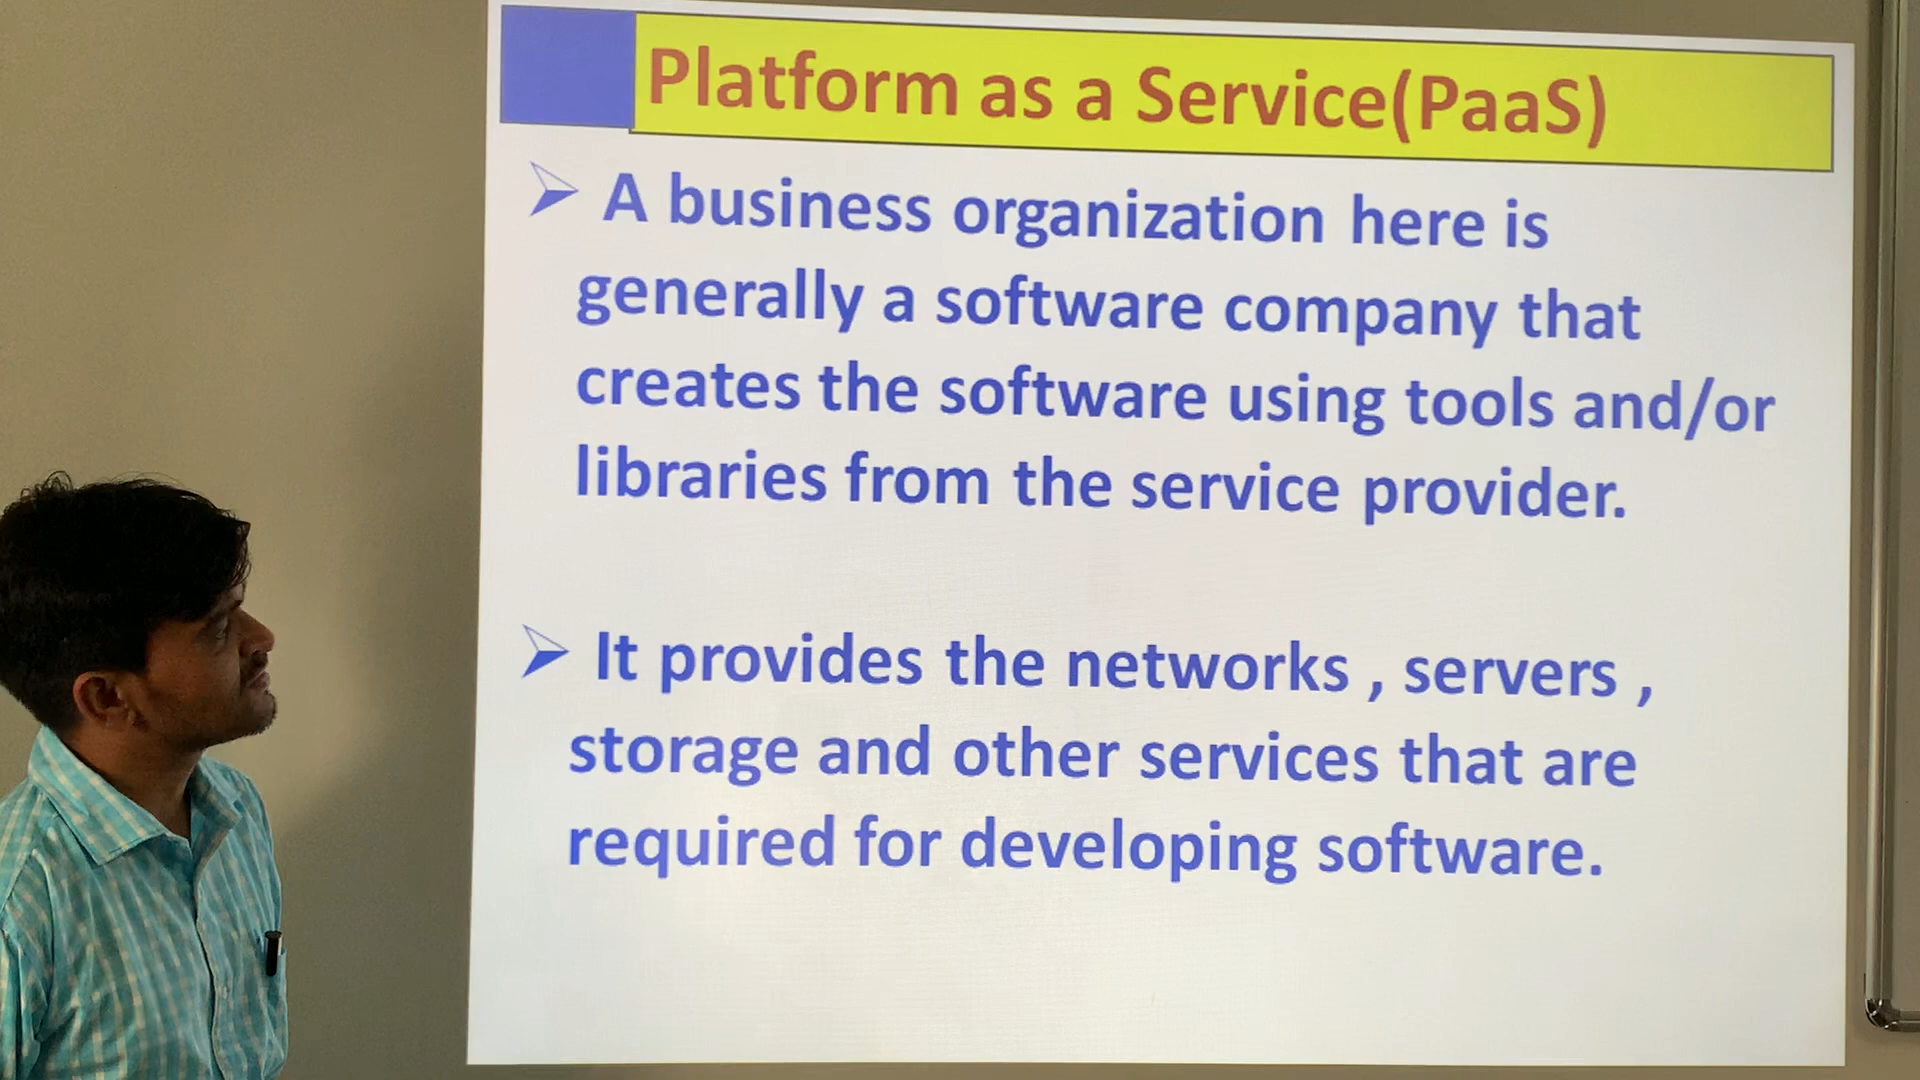 Platform as a Service(PaaS)
➢ A business organization here is
generally a software company that
creates the software using tools and/or
libraries from the service provider.
➢ It provides the networks , servers ,
storage and other services that are
required for developing software.